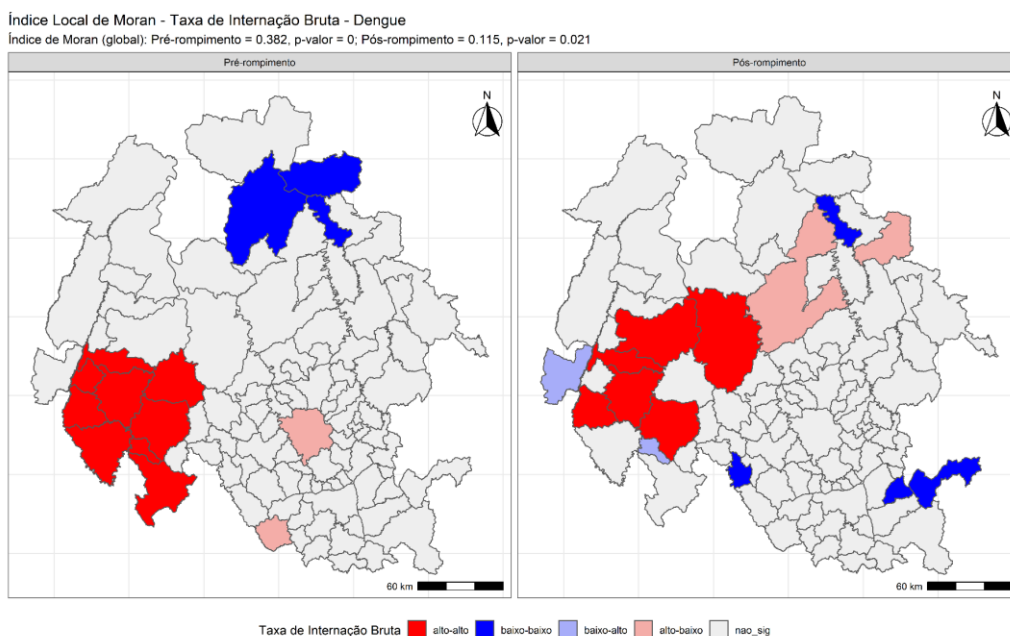 Índice Local de Moran - Taxa de Internação Bruta - Dengue
Índice de Moran (global): Pré-rompimento = 0.382, p-valor = 0; Pós-rompimento = 0.115, p-valor = 0.021
Pré-rompimento
Pós-rompimento
N
N
60 km
60 km
Taxa de Internação Bruta alto-alto baixo-baixo baixo-alto alto-baixo nao_sig